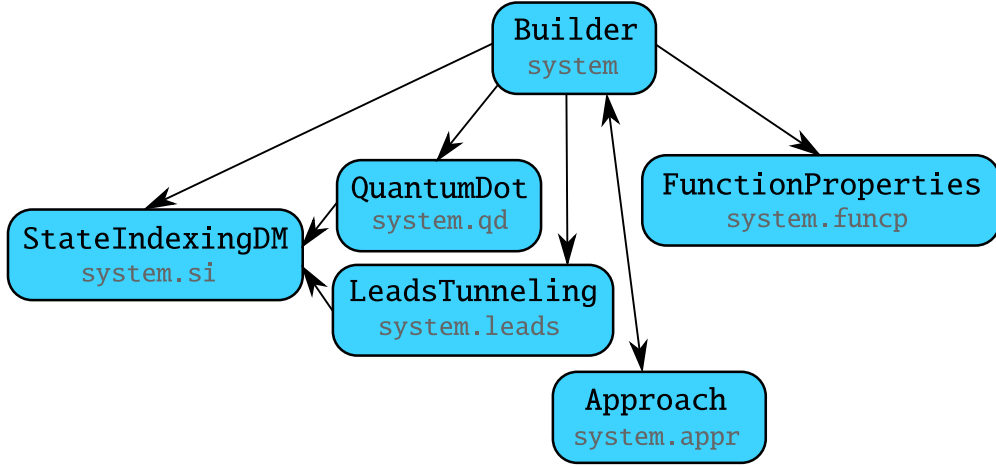 Builder
system
QuantumDot
system.qd
FunctionProperties
system.funcp
StateIndexingDM
system.si
LeadsTunneling
system.leads
Approach
system.appr